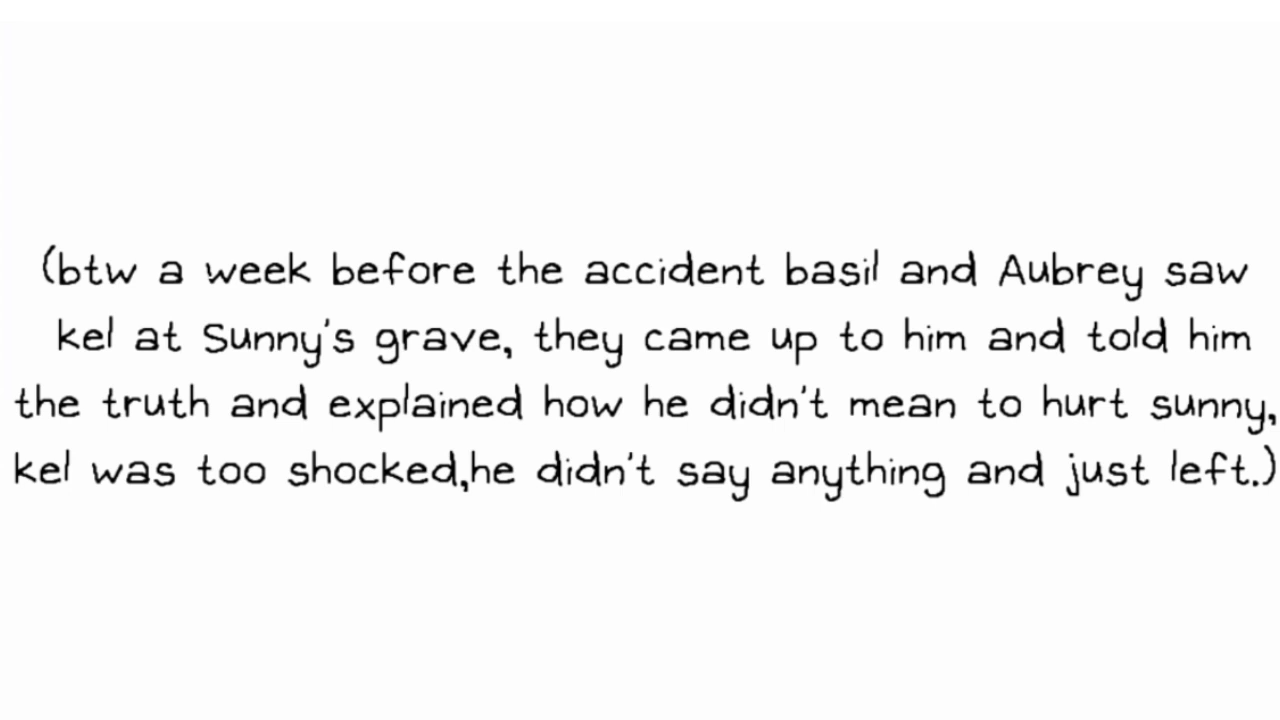 (btw a week before the accident basil and Aubrey saw
kel at Sunny's grave, they came up to him and told him
the truth and explained how he didn't mean to hurt sunny,
kel was too shocked,he didn't say anything and just left.)